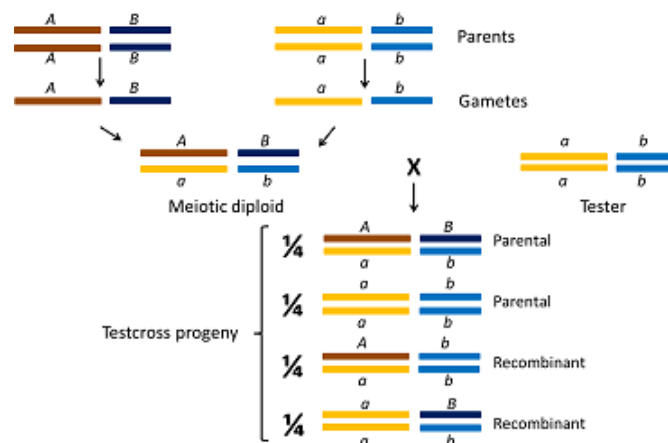 A B a b
Parents
A B a b
A B a b
Gametes
A B a b
a b X a b
Meiotic diploid Tester
Testcross progeny
¼ A B Parental
a b
¼ a b Parental
a b
¼ A b Recombinant
a b
¼ a B Recombinant
a b